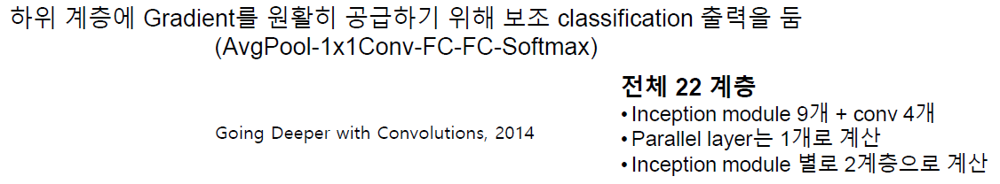 하위 계층에 Gradient를 원활히 공급하기 위해 보조 classification 출력을 둠
(AvgPool-1x1Conv-FC-FC-Softmax)
전체 22 계층
• Inception module 9개 + conv 4개
Going Deeper with Convolutions, 2014
• Parallel layer는 1개로 계산
• Inception module 별로 2계층으로 계산